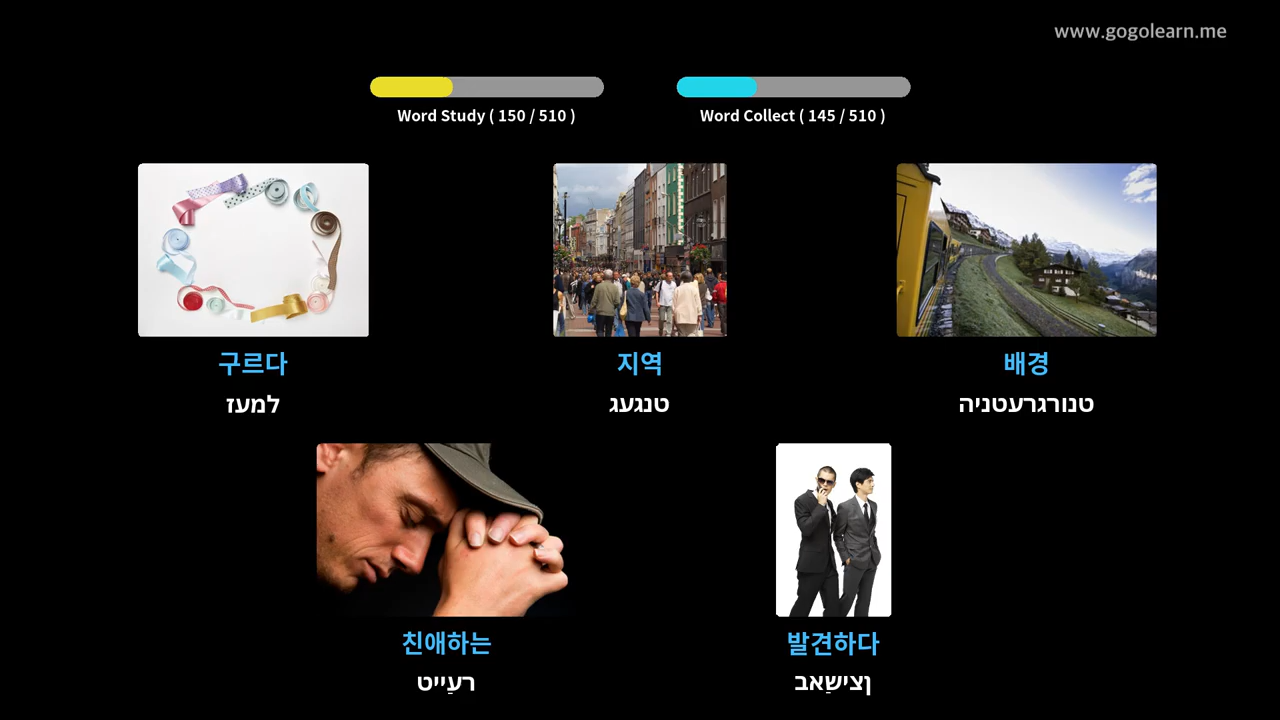 www.gogolearn.me
Word Study ( 150 / 510 )
Word Collect ( 145 / 510 )
구르다
지역
배경
למעז
טנגעג
טנורגרעטניה
친애하는
발견하다
רעַייט
ןצישַאב